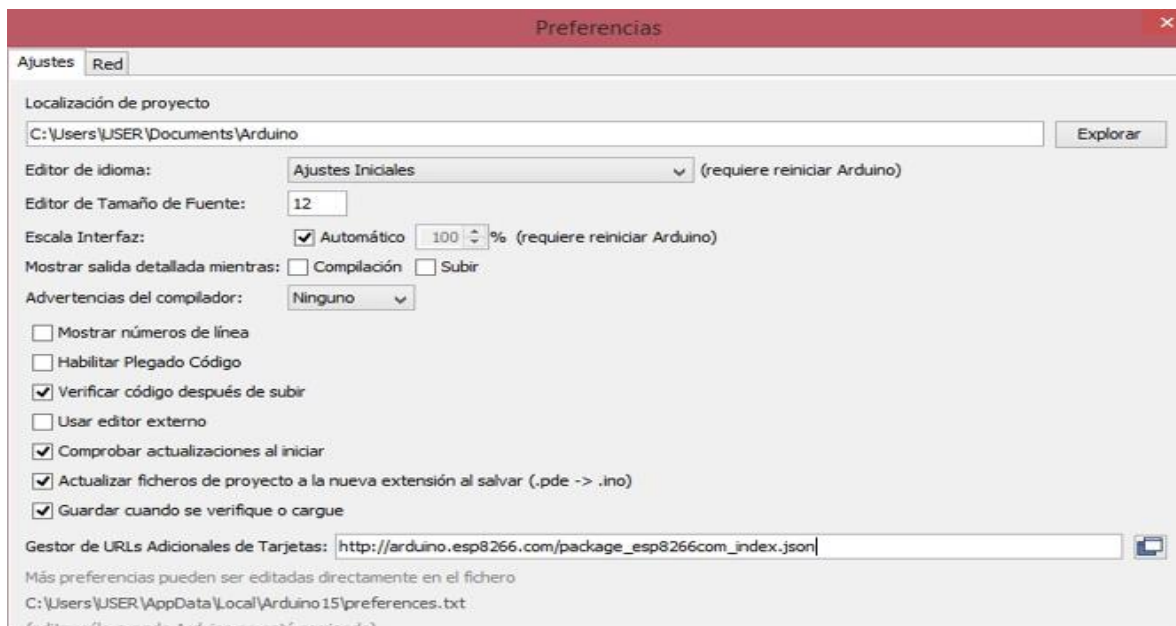 Preferencias
Ajustes Red
Localización de proyecto
C:\Users\USER\Documents\Arduino Explorar
Editor de idioma: Ajustes Iniciales (requiere reiniciar Arduino)
Editor de Tamaño de Fuente: 12
Escala Interfaz: Automático 100 % (requiere reiniciar Arduino)
Mostrar salida detallada mientras: Compilación Subir
Advertencias del compilador: Ninguno
Mostrar números de línea
Habilitar Plegado Código
Verificar código después de subir
Usar editor externo
Comprobar actualizaciones al iniciar
Actualizar ficheros de proyecto a la nueva extensión al salvar (.pde -> .ino)
Guardar cuando se verifique o cargue
Gestor de URLs Adicionales de Tarjetas: http://arduino.esp8266.com/package_esp8266com_index.json
Más preferencias pueden ser editadas directamente en el fichero
C:\Users\USER\AppData\Local\Arduino15\preferences.txt